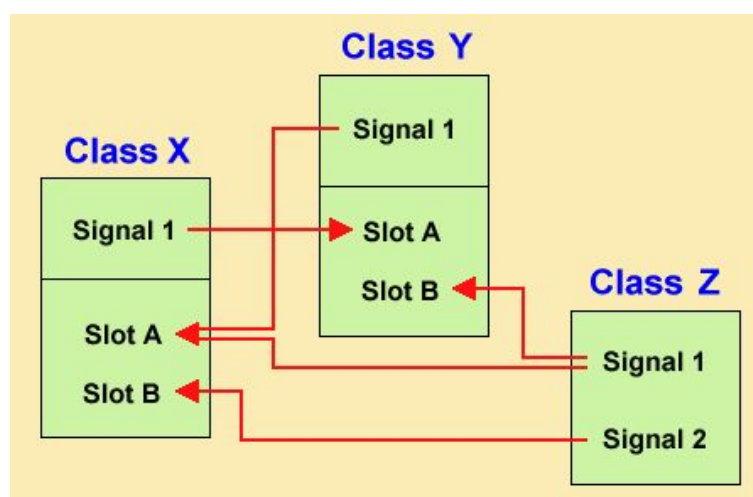 Class X
Signal 1
Slot A
Slot B
Class Y
Signal 1
Slot A
Slot B
Class Z
Signal 1
Signal 2